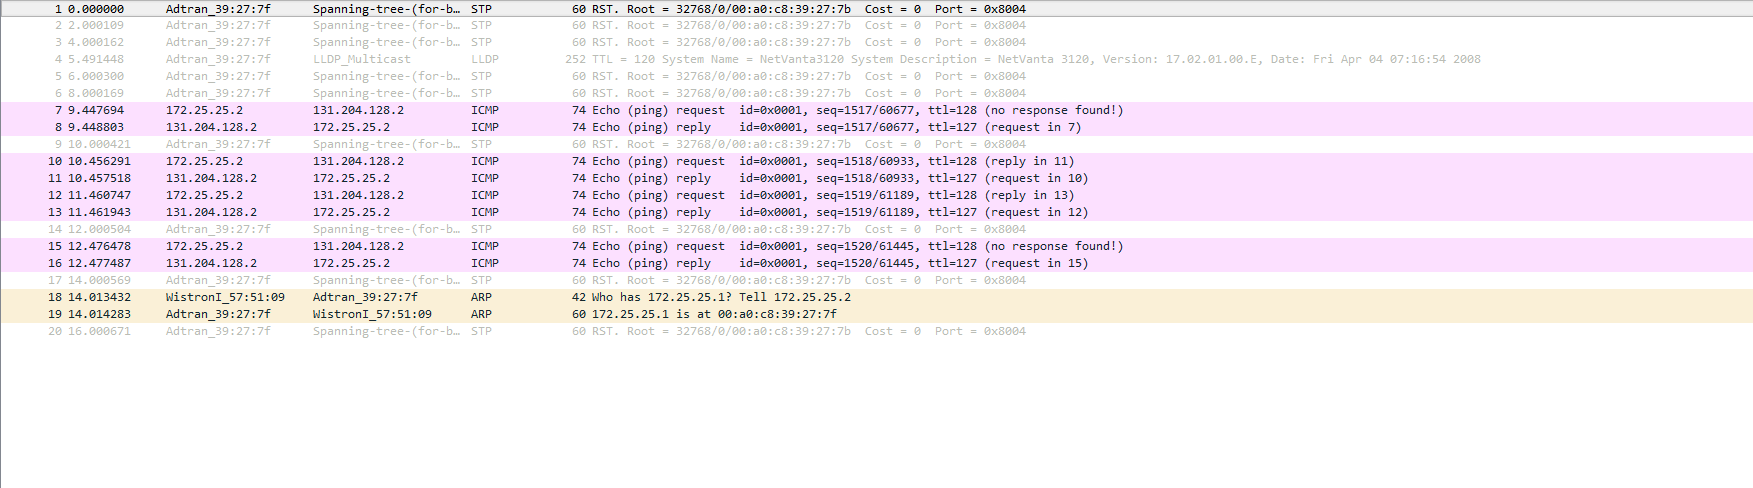 1 0.000000 Adtran_39:27:7f Spanning-tree-(for-b… STP 60 RST. Root = 32768/0/00:a0:c8:39:27:7b Cost = 0 Port = 0x8004
2 2.000109 Adtran_39:27:7f Spanning-tree-(for-b… STP 60 RST. Root = 32768/0/00:a0:c8:39:27:7b Cost = 0 Port = 0x8004
3 4.000162 Adtran_39:27:7f Spanning-tree-(for-b… STP 60 RST. Root = 32768/0/00:a0:c8:39:27:7b Cost = 0 Port = 0x8004
4 5.491448 Adtran_39:27:7f LLDP_Multicast LLDP 252 TTL = 120 System Name = NetVanta3120 System Description = NetVanta 3120, Version: 17.02.01.00.E, Date: Fri Apr 04 07:16:54 2008
5 6.000300 Adtran_39:27:7f Spanning-tree-(for-b… STP 60 RST. Root = 32768/0/00:a0:c8:39:27:7b Cost = 0 Port = 0x8004
6 8.000169 Adtran_39:27:7f Spanning-tree-(for-b… STP 60 RST. Root = 32768/0/00:a0:c8:39:27:7b Cost = 0 Port = 0x8004
7 9.447694 172.25.25.2 131.204.128.2 ICMP 74 Echo (ping) request id=0x0001, seq=1517/60677, ttl=128 (no response found!)
8 9.448803 131.204.128.2 172.25.25.2 ICMP 74 Echo (ping) reply id=0x0001, seq=1517/60677, ttl=127 (request in 7)
9 10.000421 Adtran_39:27:7f Spanning-tree-(for-b… STP 60 RST. Root = 32768/0/00:a0:c8:39:27:7b Cost = 0 Port = 0x8004
10 10.456291 172.25.25.2 131.204.128.2 ICMP 74 Echo (ping) request id=0x0001, seq=1518/60933, ttl=128 (reply in 11)
11 10.457518 131.204.128.2 172.25.25.2 ICMP 74 Echo (ping) reply id=0x0001, seq=1518/60933, ttl=127 (request in 10)
12 11.460747 172.25.25.2 131.204.128.2 ICMP 74 Echo (ping) request id=0x0001, seq=1519/61189, ttl=128 (reply in 13)
13 11.461943 131.204.128.2 172.25.25.2 ICMP 74 Echo (ping) reply id=0x0001, seq=1519/61189, ttl=127 (request in 12)
14 12.000504 Adtran_39:27:7f Spanning-tree-(for-b… STP 60 RST. Root = 32768/0/00:a0:c8:39:27:7b Cost = 0 Port = 0x8004
15 12.476478 172.25.25.2 131.204.128.2 ICMP 74 Echo (ping) request id=0x0001, seq=1520/61445, ttl=128 (no response found!)
16 12.477487 131.204.128.2 172.25.25.2 ICMP 74 Echo (ping) reply id=0x0001, seq=1520/61445, ttl=127 (request in 15)
17 14.000569 Adtran_39:27:7f Spanning-tree-(for-b… STP 60 RST. Root = 32768/0/00:a0:c8:39:27:7b Cost = 0 Port = 0x8004
18 14.013432 WistronI_57:51:09 Adtran_39:27:7f ARP 42 Who has 172.25.25.1? Tell 172.25.25.2
19 14.014283 Adtran_39:27:7f WistronI_57:51:09 ARP 60 172.25.25.1 is at 00:a0:c8:39:27:7f
20 16.000671 Adtran_39:27:7f Spanning-tree-(for-b… STP 60 RST. Root = 32768/0/00:a0:c8:39:27:7b Cost = 0 Port = 0x8004